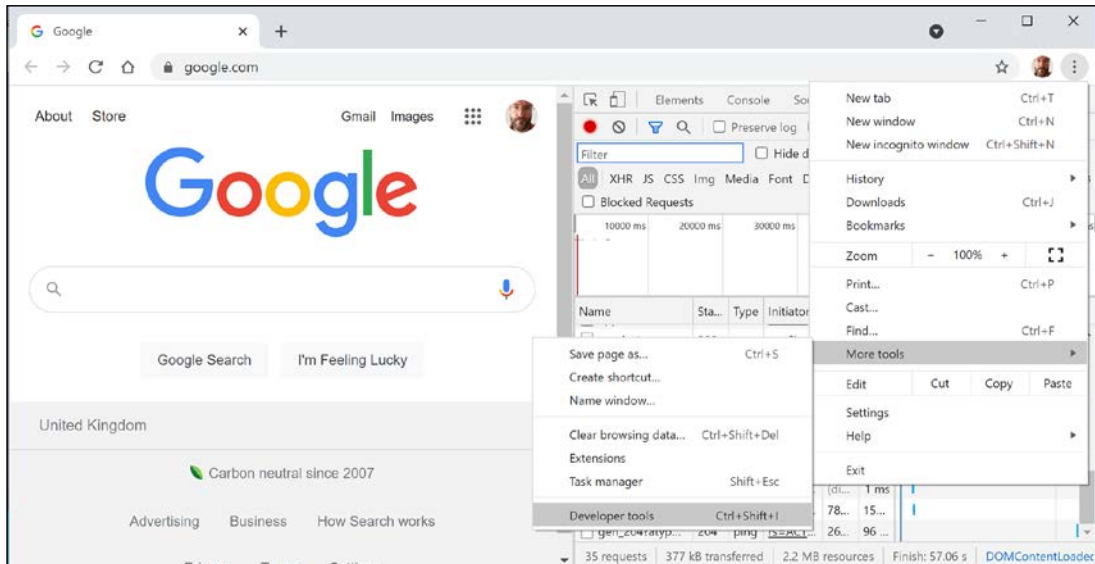 Google
google.com
About Store Gmail Images
Google
Google Search I'm Feeling Lucky
United Kingdom
Carbon neutral since 2007
Advertising Business How Search works
Elements Console
Preserve log
Filter Hide
All XHR JS CSS Img Media Font
Blocked Requests
10000 ms 20000 ms 30000 ms
Name Sta... Type Initiator
New tab Ctrl+T
New window Ctrl+N
New incognito window Ctrl+Shift+N
History
Downloads Ctrl+J
Bookmarks
Zoom - 100% +
Print... Ctrl+P
Cast...
Find... Ctrl+F
More tools
Edit Cut Copy Paste
Settings
Help
Exit
Save page as... Ctrl+S
Create shortcut...
Name window...
Clear browsing data... Ctrl+Shift+Del
Extensions
Task manager Shift+Esc
Developer tools Ctrl+Shift+I
(di... 1 ms
78... 15...
gen_204?atyp... 204 ping 26... 96 ...
35 requests 377 kB transferred 2.2 MB resources Finish: 57.06 s DOMContentLoaded